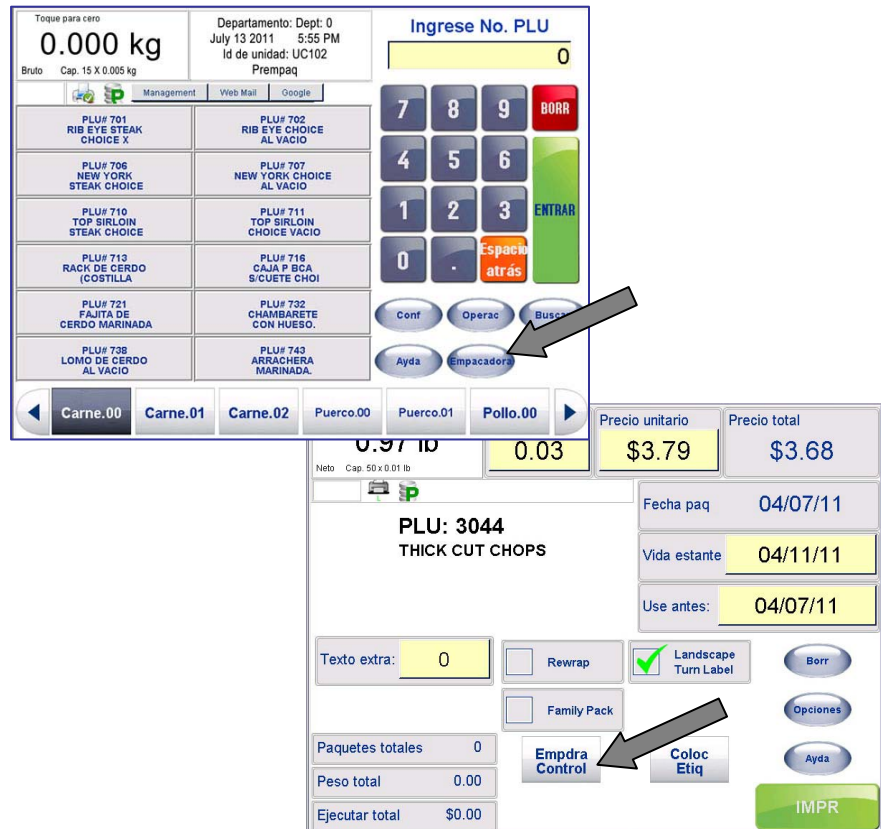 Toque para cero
0.000 kg
Bruto Cap. 15 X 0.005 kg
Departamento: Dept: 0
July 13 2011 5:55 PM
Id de unidad: UC102
Prempaq
Ingrese No. PLU
0
Management Web Mail Google
PLU# 701
RIB EYE STEAK
CHOICE X
PLU# 702
RIB EYE CHOICE
AL VACIO
PLU# 706
NEW YORK
STEAK CHOICE
PLU# 707
NEW YORK CHOICE
AL VACIO
PLU# 710
TOP SIRLOIN
STEAK CHOICE
PLU# 711
TOP SIRLOIN
CHOICE VACIO
PLU# 713
RACK DE CERDO
(COSTILLA
PLU# 716
CAJA P BCA
S/CUETE CHOI
PLU# 721
FAJITA DE
CERDO MARINADA
PLU# 732
CHAMBARETE
CON HUESO.
PLU# 738
LOMO DE CERDO
AL VACIO
PLU# 743
ARRACHERA
MARINADA.
7 8 9 BORR
4 5 6
1 2 3 ENTRAR
0 . Espacio
atrás
Conf Operac
Ayda Empacadora
Carne.00 Carne.01 Carne.02 Puerco.00 Puerco.01 Pollo.00
0.97 lb
Neto Cap. 50 x 0.01 lb
0.03
Precio unitario
$3.79
Precio total
$3.68
P
PLU: 3044
THICK CUT CHOPS
Fecha paq 04/07/11
Vida estante 04/11/11
Use antes: 04/07/11
Texto extra: 0
Rewrap
Landscape
Turn Label
Family Pack
Borr
Opciones
Ayda
Paquetes totales 0
Peso total 0.00
Ejecutar total $0.00
Empdra
Control
Coloc
Etiq
IMPR